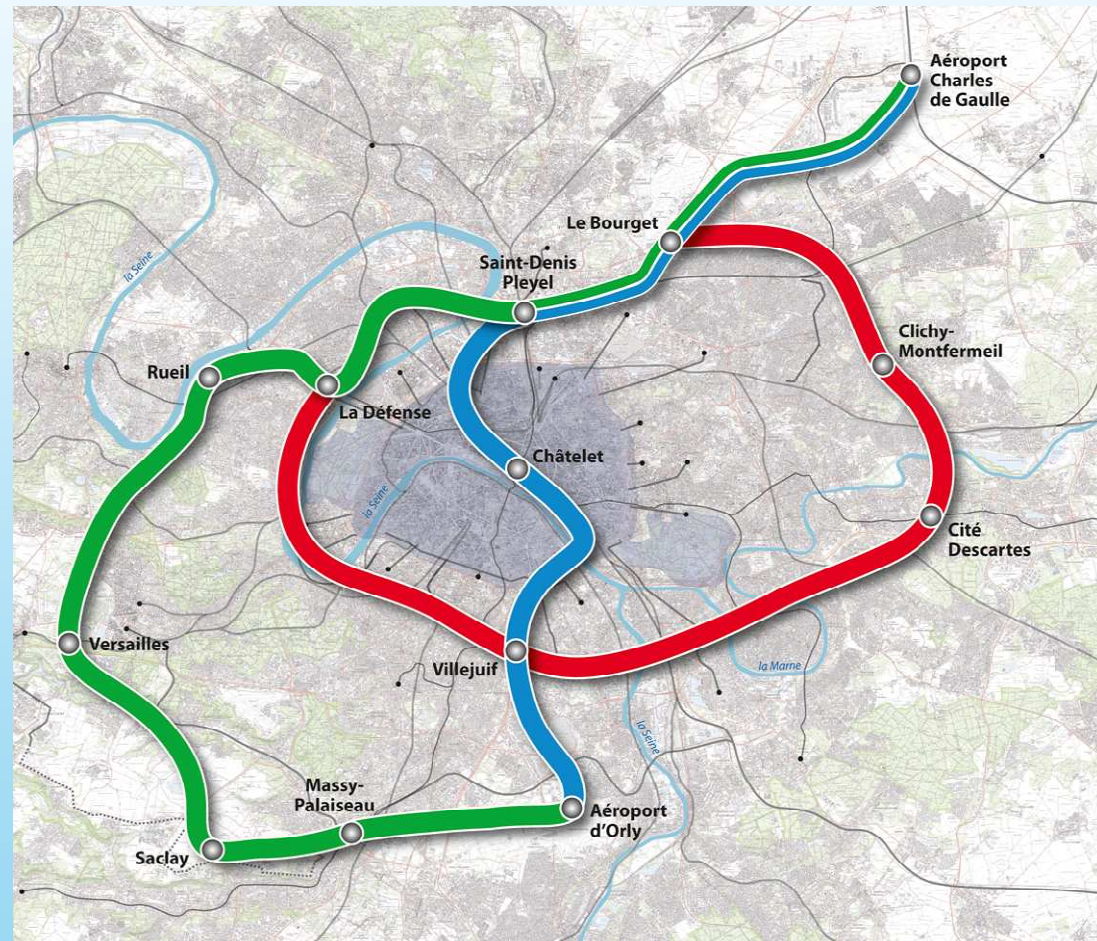 Aéroport
Charles
de Gaulle
Le Bourget
la Seine
Saint-Denis
Pleyel
Clichy-
Montfermeil
Rueil
La Défense
Châtelet
la Seine
Cité
Descartes
Versailles
Villejuif
la Marne
la Seine
Massy-
Palaiseau
Aéroport
d'Orly
Saclay